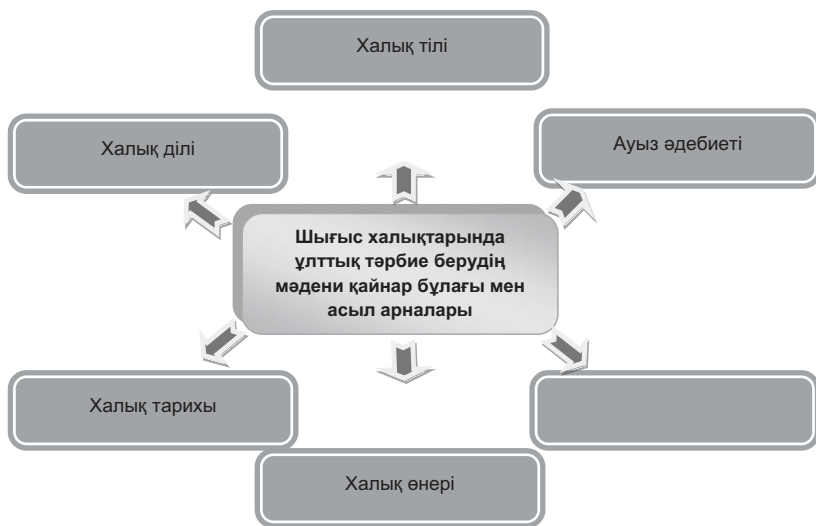 Халық тілі
Халық ділі
Ауыз әдебиеті
Шығыс халықтарында
ұлттық тәрбие берудің
мәдени қайнар бұлағы мен
асыл арналары
Халық тарихы
Халық өнері